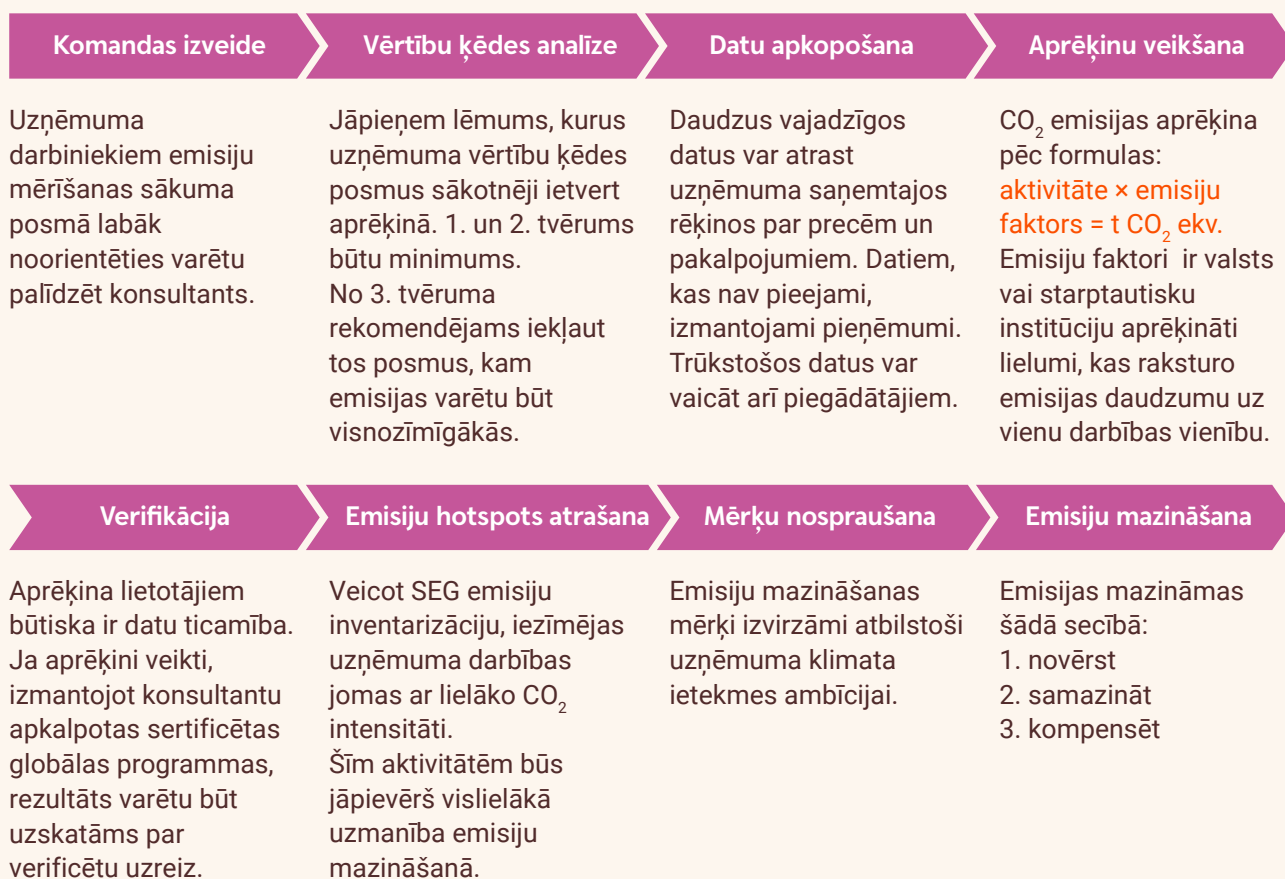 Komandas izveide
Uzņēmuma
darbiniekiem emisiju
mērīšanas sākuma
posmā labāk
noorientēties varētu
palīdzēt konsultants.
Vērtību ķēdes analīze
Jāpieņem lēmums, kurus
uzņēmuma vērtību ķēdes
posmus sākotnēji ietvert
aprēķinā. 1. un 2. tvērums
būtu minimums.
No 3. tvēruma
rekomendējams iekļaut
tos posmus, kam
emisijas varētu būt
visnozīmīgākās.
Datu apkopošana
Daudzus vajadzīgos
datus var atrast
uzņēmuma saņemtajos
rēķinos par precēm un
pakalpojumiem. Datiem,
kas nav pieejami,
izmantojami pieņēmumi.
Trūkstošos datus var
vaicāt arī piegādātājiem.
Aprēķinu veikšana
CO₂ emisijas aprēķina
pēc formulas:
aktivitāte × emisiju
faktors = t CO₂ ekv.
Emisiju faktori ir valsts
vai starptautisku
institūciju aprēķināti
lielumi, kas raksturo
emisijas daudzumu uz
vienu darbības vienību.
Verifikācija
Aprēķina lietotājiem
būtiska ir datu ticamība.
Ja aprēķini veikti,
izmantojot konsultantu
apkalpotas sertificētas
globālas programmas,
rezultāts varētu būt
uzskatāms par
verificētu uzreiz.
Emisiju hotspots atrašana
Veicot SEG emisiju
inventarizāciju, iezīmējas
uzņēmuma darbības
jomas ar lielāko CO₂
intensitāti.
Šīm aktivitātēm būs
jāpievērš vislielākā
uzmanība emisiju
mazināšanā.
Mērķu nospraušana
Emisiju mazināšanas
mērķi izvirzāmi atbilstoši
uzņēmuma klimata
ietekmes ambīcijai.
Emisiju mazināšana
Emisijas mazināmas
šādā secībā:
1. novērst
2. samazināt
3. kompensēt